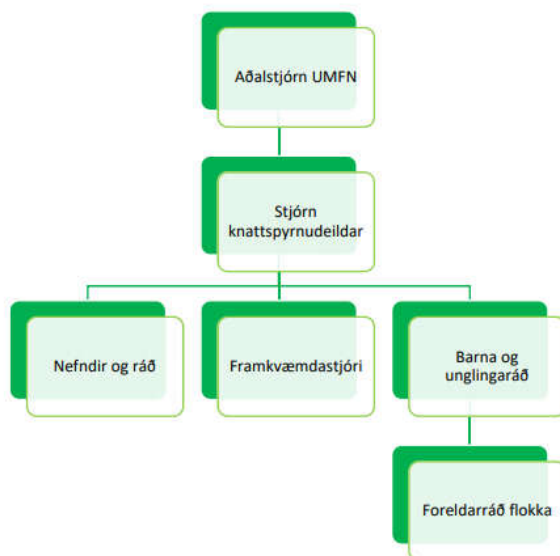 Aðalstjórn UMFN
Stjórn
knattspyrnudeildar
Nefndir og ráð
Framkvæmdastjóri
Barna og
unglingaráð
Foreldarráð flokka